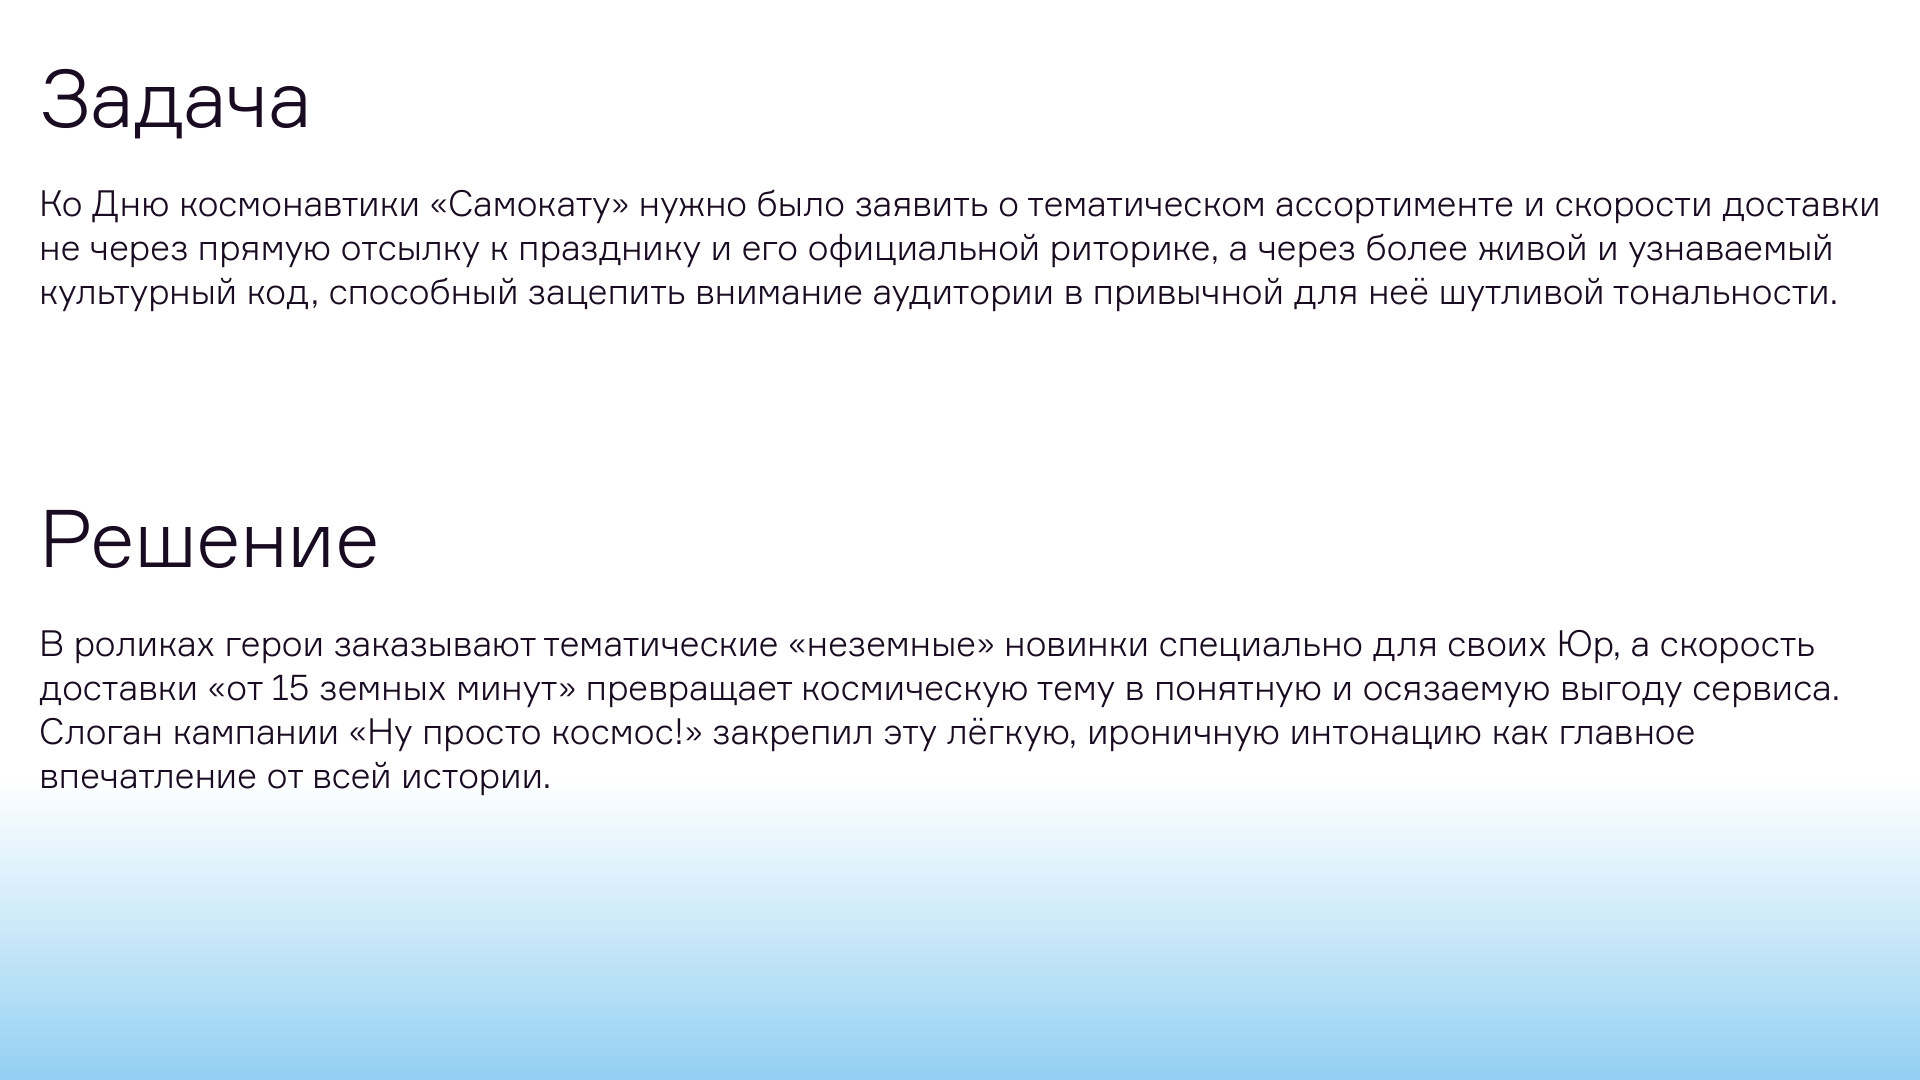 Задача
Ко Дню космонавтики «Самокату» нужно было заявить о тематическом ассортименте и скорости доставки
не через прямую отсылку к празднику и его официальной риторике, а через более живой и узнаваемый
культурный код, способный зацепить внимание аудитории в привычной для неё шутливой тональности.
Решение
В роликах герои заказывают тематические «неземные» новинки специально для своих Юр, а скорость
доставки «от 15 земных минут» превращает космическую тему в понятную и осязаемую выгоду сервиса.
Слоган кампании «Ну просто космос!» закрепил эту лёгкую, ироничную интонацию как главное
впечатление от всей истории.